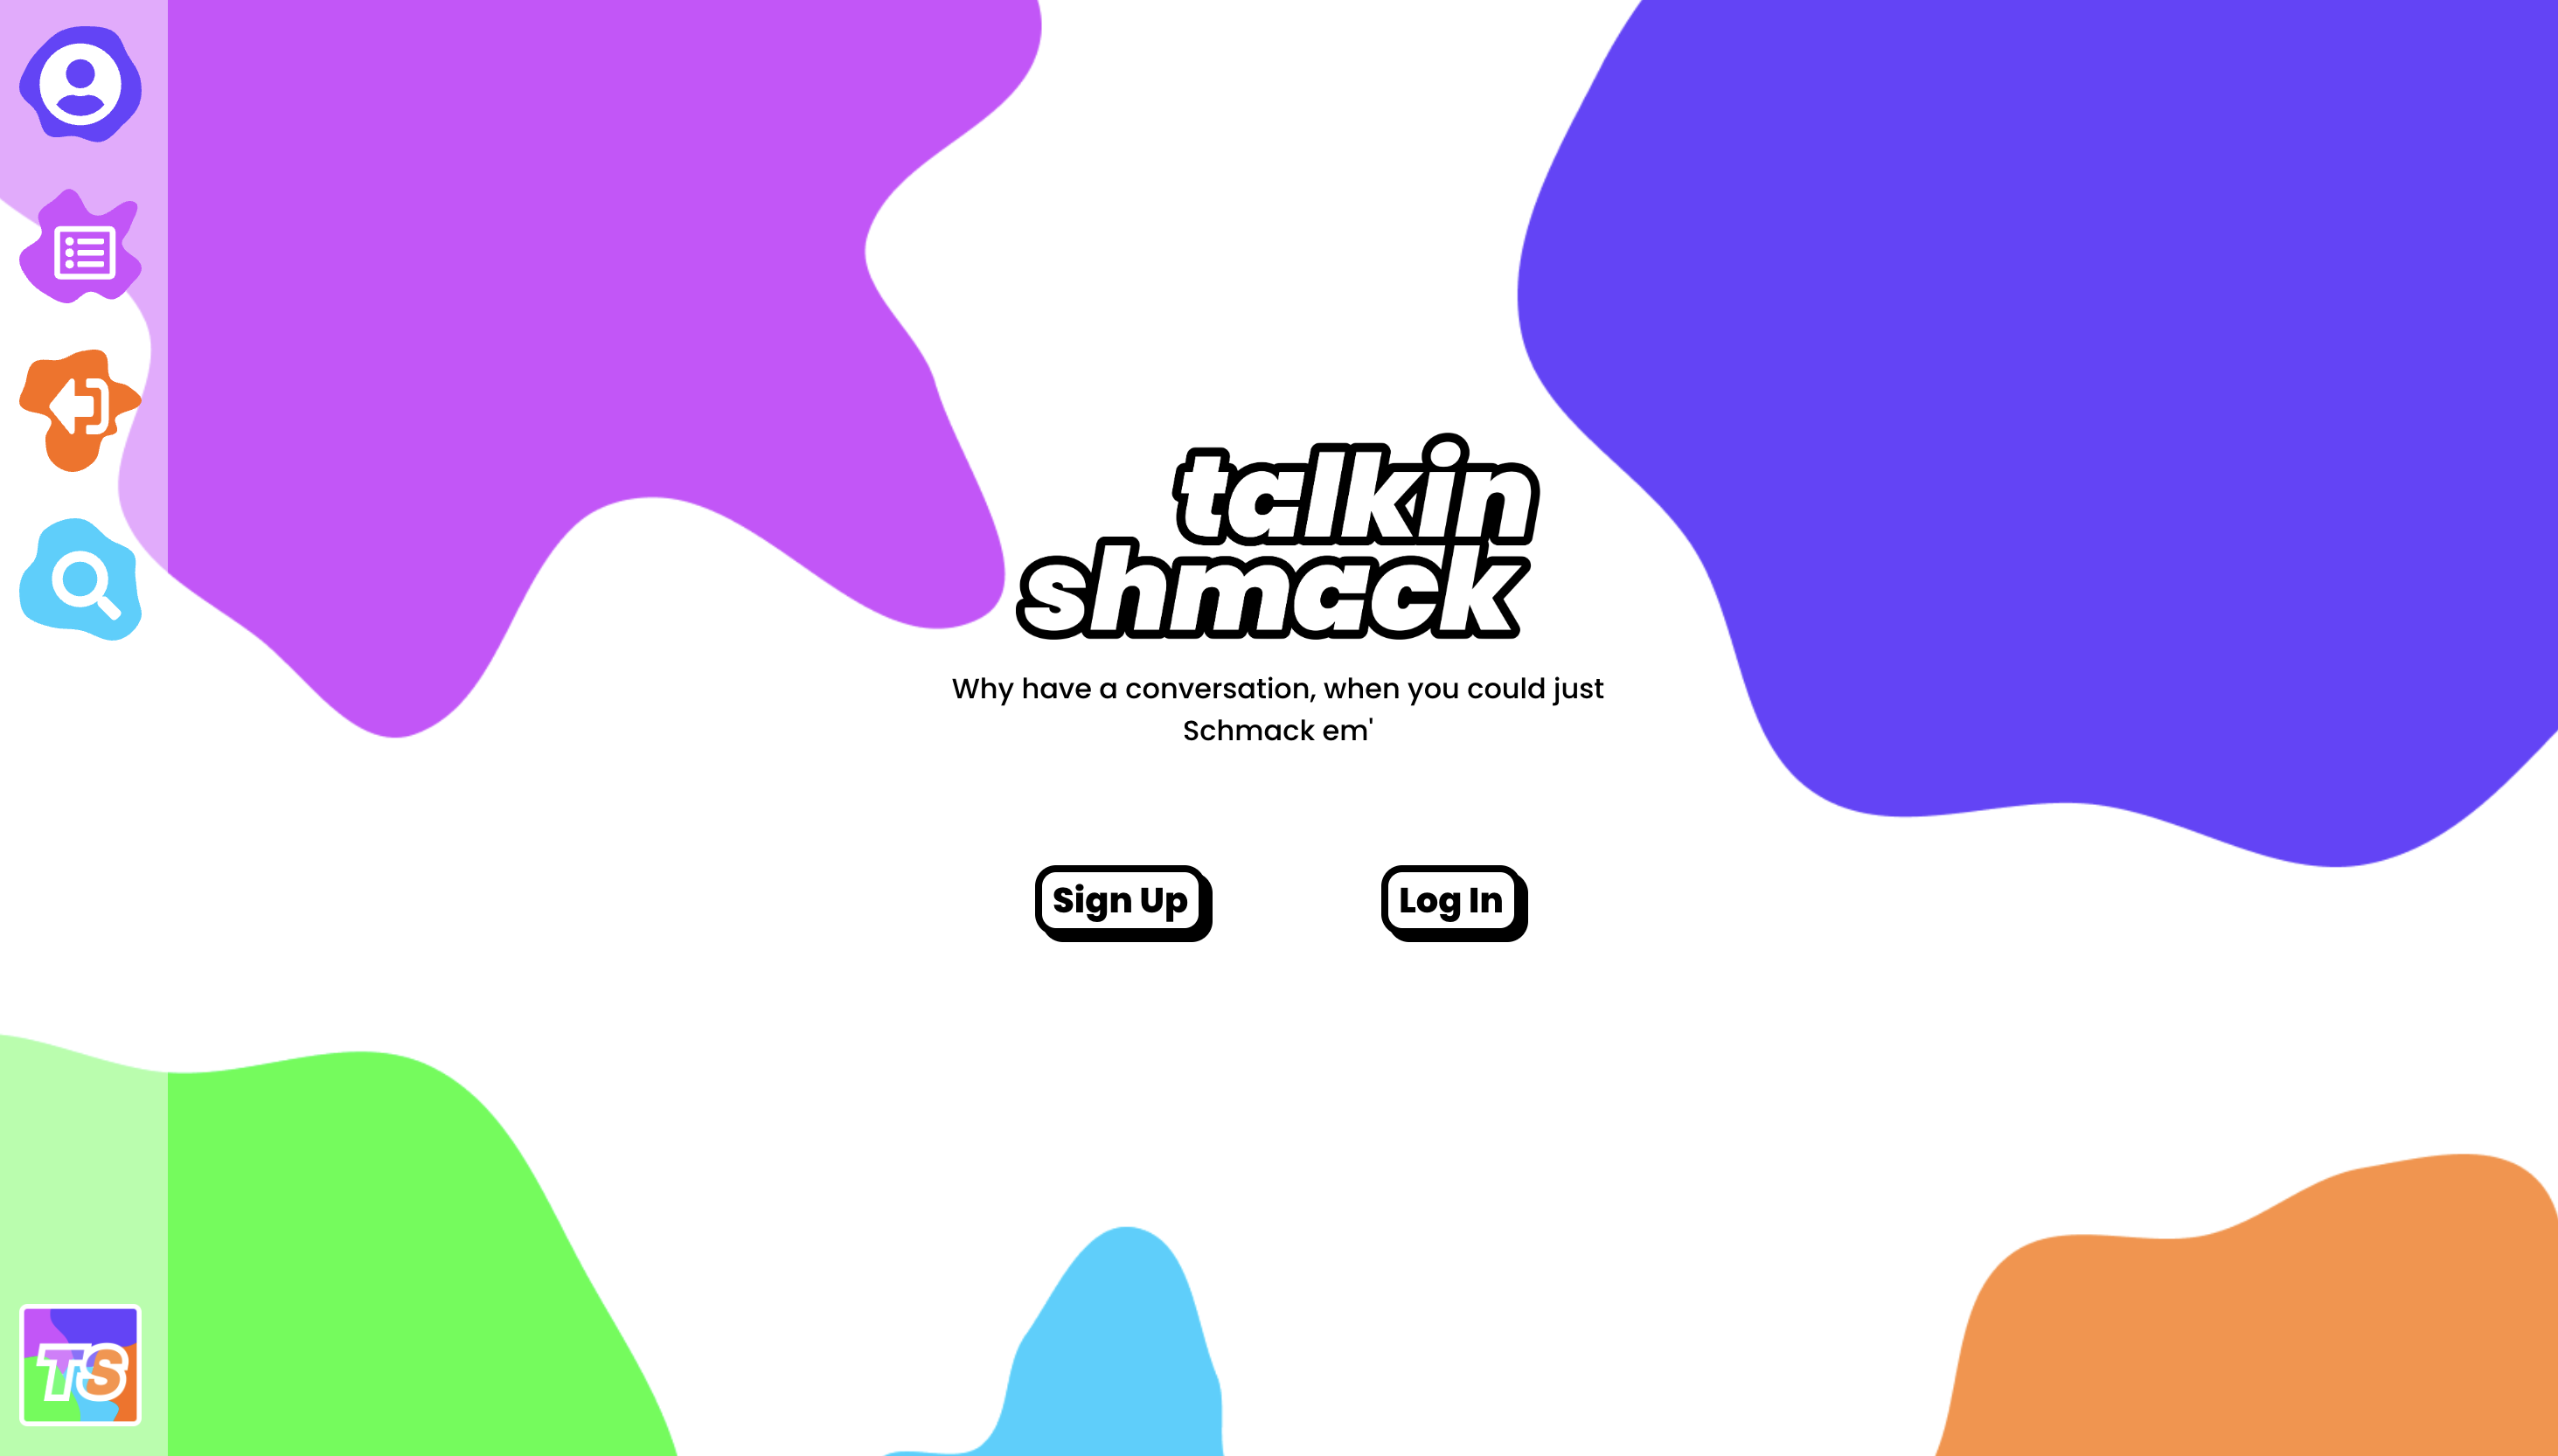 talkin
shmack
Why have a conversation, when you could just
Schmack em'
Sign Up
Log In
TS